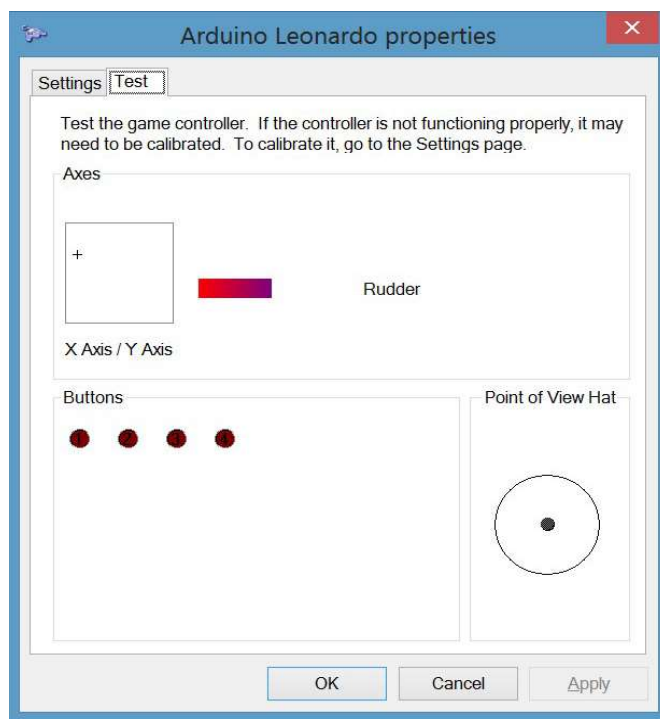 Arduino Leonardo properties
Settings Test
Test the game controller. If the controller is not functioning properly, it may
need to be calibrated. To calibrate it, go to the Settings page.
Axes
Rudder
X Axis / Y Axis
Buttons
1 2 3 4
Point of View Hat
OK Cancel Apply